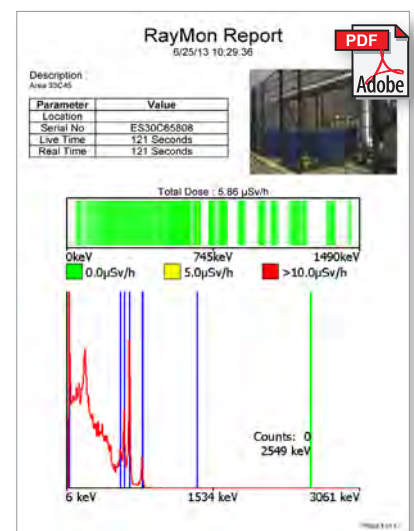 RayMon Report
6/25/13 10:29:36
PDF
Adobe
Description :
Area 33C45
Parameter Value
Location
Serial No ES30C65808
Live Time 121 Seconds
Real Time 121 Seconds
Total Dose : 5.86 µSv/h
0keV 745keV 1490keV
0.0µSv/h 5.0µSv/h >10.0µSv/h
Counts: 0
2549 keV
6 keV 1534 keV 3061 keV